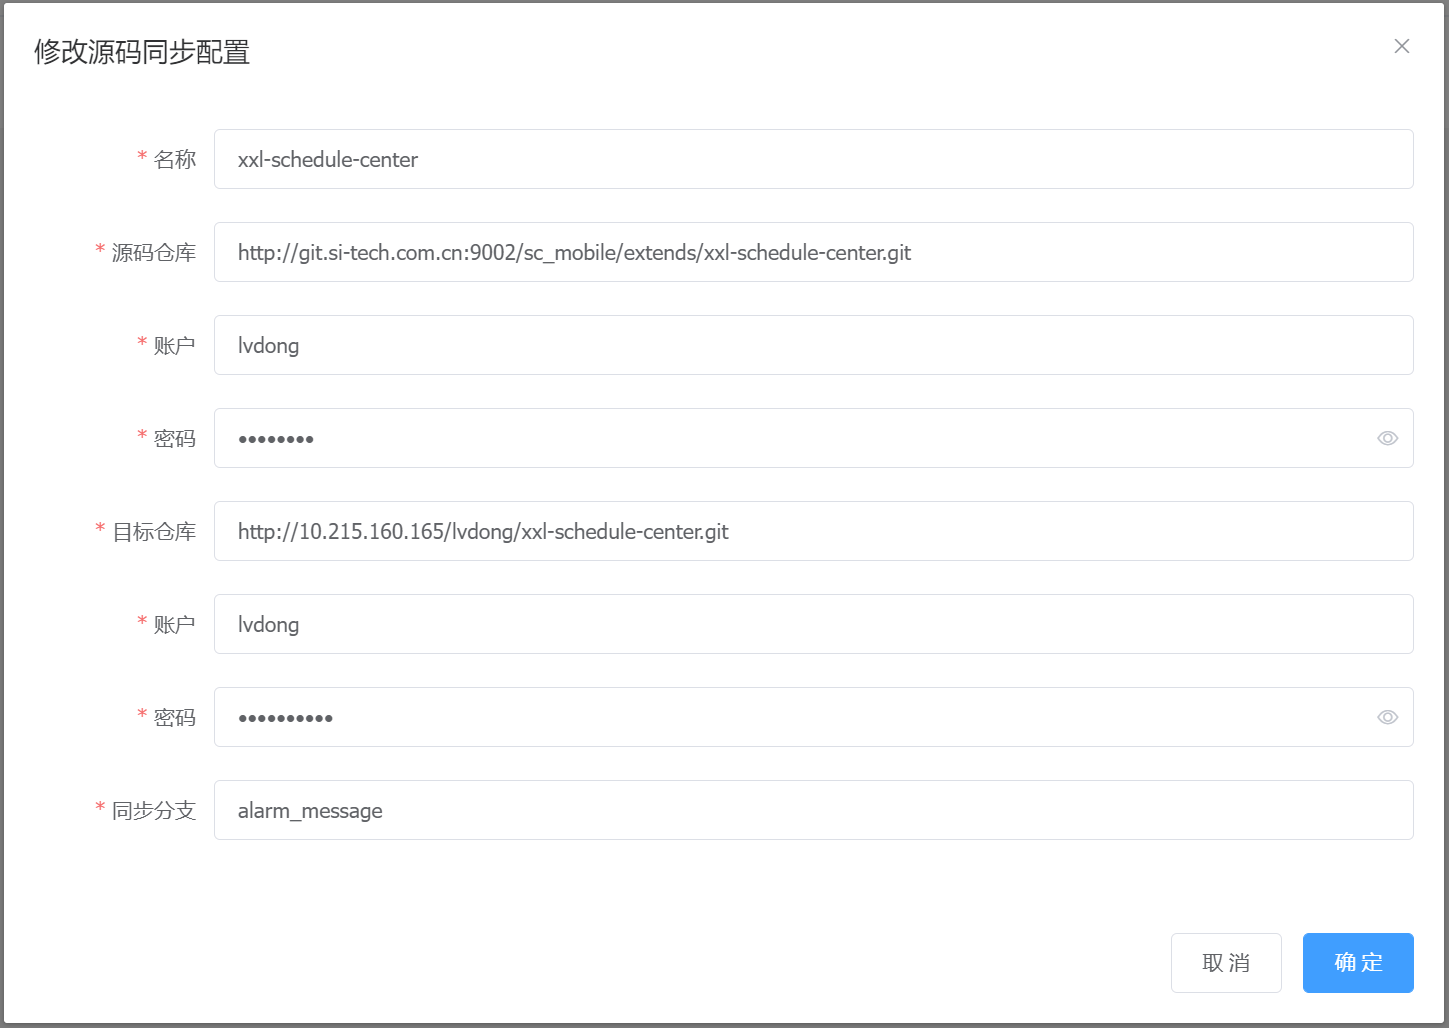 修改源码同步配置
* 名称 xxl-schedule-center
* 源码仓库 http://git.si-tech.com.cn:9002/sc_mobile/extends/xxl-schedule-center.git
* 账户 lvdong
* 密码 ••••••••
* 目标仓库 http://10.215.160.165/lvdong/xxl-schedule-center.git
* 账户 lvdong
* 密码 ••••••••••
* 同步分支 alarm_message
取消 确定